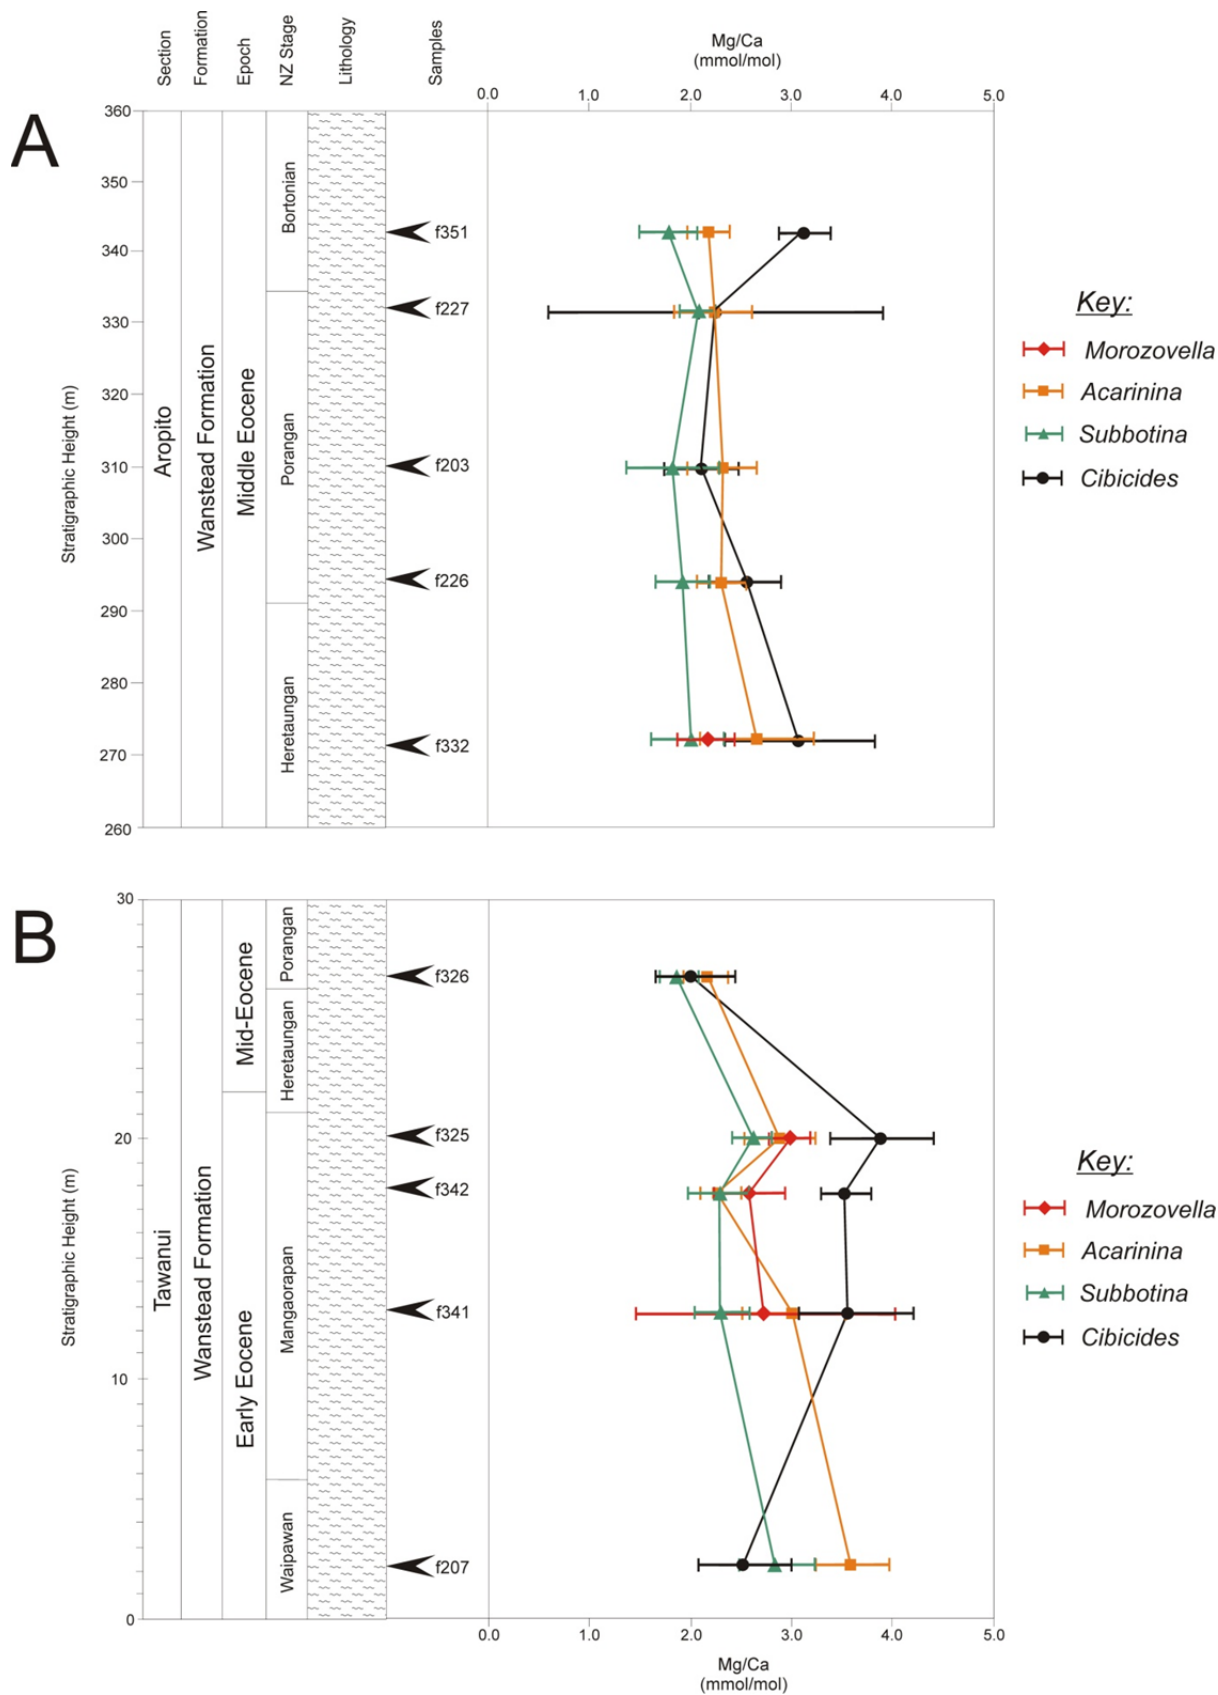 Section
Formation
Epoch
NZ Stage
Lithology
Samples
Mg/Ca
(mmol/mol)
0.0 1.0 2.0 3.0 4.0 5.0
A
Stratigraphic Height (m)
360
350
340
330
320
310
300
290
280
270
260
Aropito
Wanstead Formation
Middle Eocene
Bortonian
Porangan
Heretaungan
f351
f227
f203
f226
f332
Key:
Morozovella
Acarinina
Subbotina
Cibicides
B
Stratigraphic Height (m)
30
20
10
0
Tawanui
Wanstead Formation
Mid-Eocene
Early Eocene
Porangan
Heretaungan
Mangaorapan
Waipawan
f326
f325
f342
f341
f207
Key:
Morozovella
Acarinina
Subbotina
Cibicides
0.0 1.0 2.0 3.0 4.0 5.0
Mg/Ca
(mmol/mol)